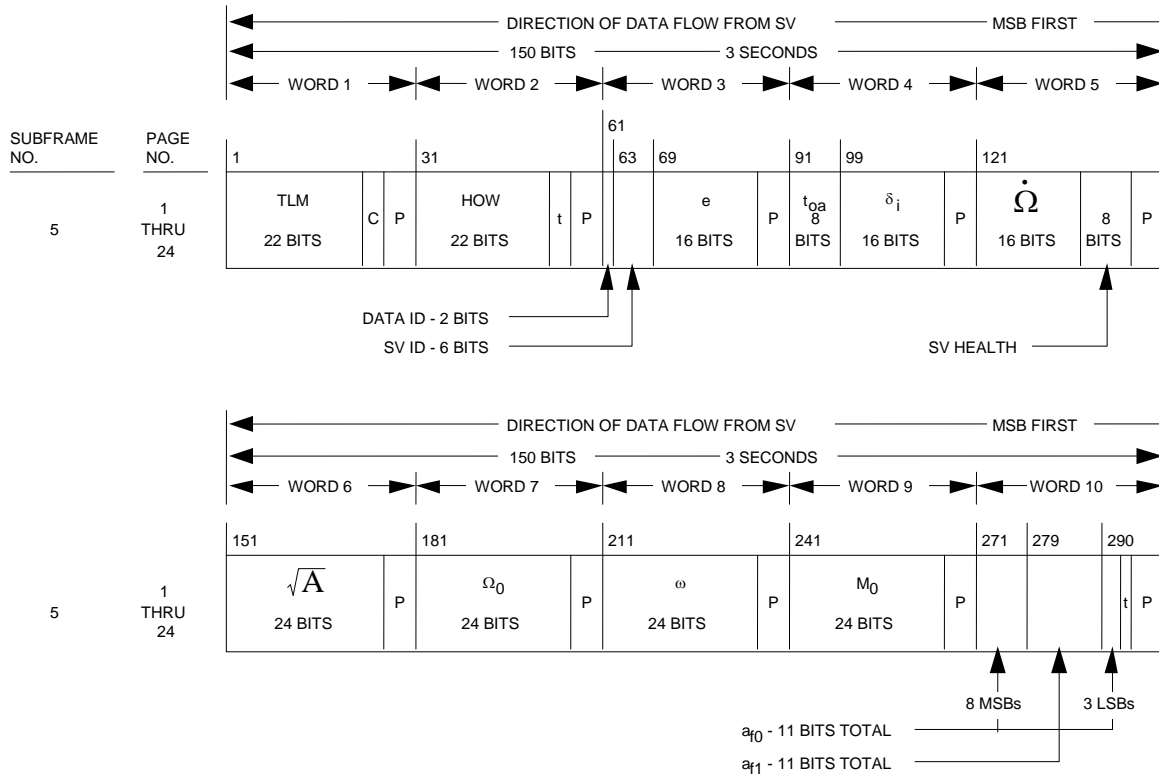 DIRECTION OF DATA FLOW FROM SV MSB FIRST
150 BITS 3 SECONDS
WORD 1 WORD 2 WORD 3 WORD 4 WORD 5
SUBFRAME NO.
PAGE NO.
1 31 61 63 69 91 99 121
5
1 THRU 24
TLM 22 BITS
C
P
HOW 22 BITS
t
P
e 16 BITS
P
toa 8 BITS
δi 16 BITS
P
Ω̇ 16 BITS
8 BITS
P
DATA ID - 2 BITS
SV ID - 6 BITS
SV HEALTH
DIRECTION OF DATA FLOW FROM SV MSB FIRST
150 BITS 3 SECONDS
WORD 6 WORD 7 WORD 8 WORD 9 WORD 10
151 181 211 241 271 279 290
5
1 THRU 24
√A 24 BITS
P
Ω0 24 BITS
P
ω 24 BITS
P
M0 24 BITS
P
t
P
8 MSBs 3 LSBs
af0 - 11 BITS TOTAL
af1 - 11 BITS TOTAL